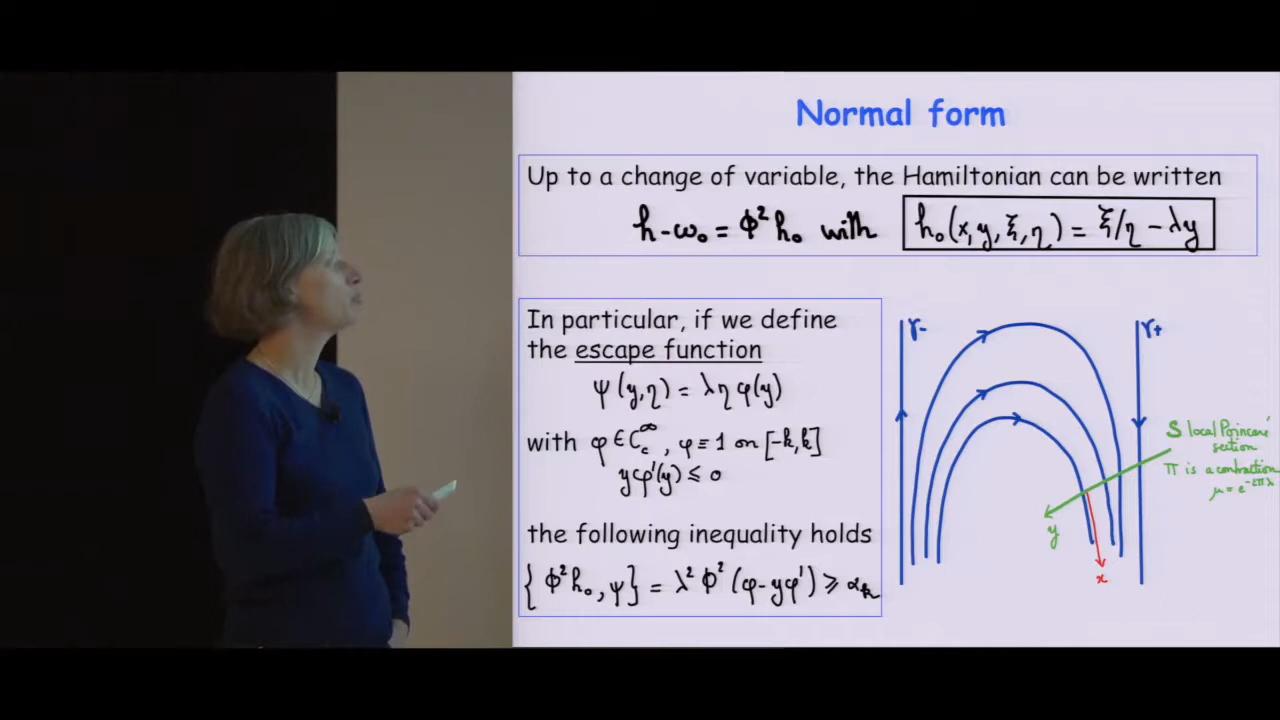 Normal form
Up to a change of variable, the Hamiltonian can be written
h-ω₀ = Φ² h₀ with h₀(x,y,ξ,η) = ξ/η - λy
In particular, if we define
the escape function
ψ(y,η) = λη φ(y)
with φ ∈ C_c^∞, φ ≡ 1 on [-k,k]
yφ'(y) ≤ 0
the following inequality holds
{Φ²h₀, ψ} = λ² Φ² (φ - yφ') ≥ α_k
γ-
γ+
S local Poincaré
section
Π is a contraction
μ = e^{-2πλ}
y
x